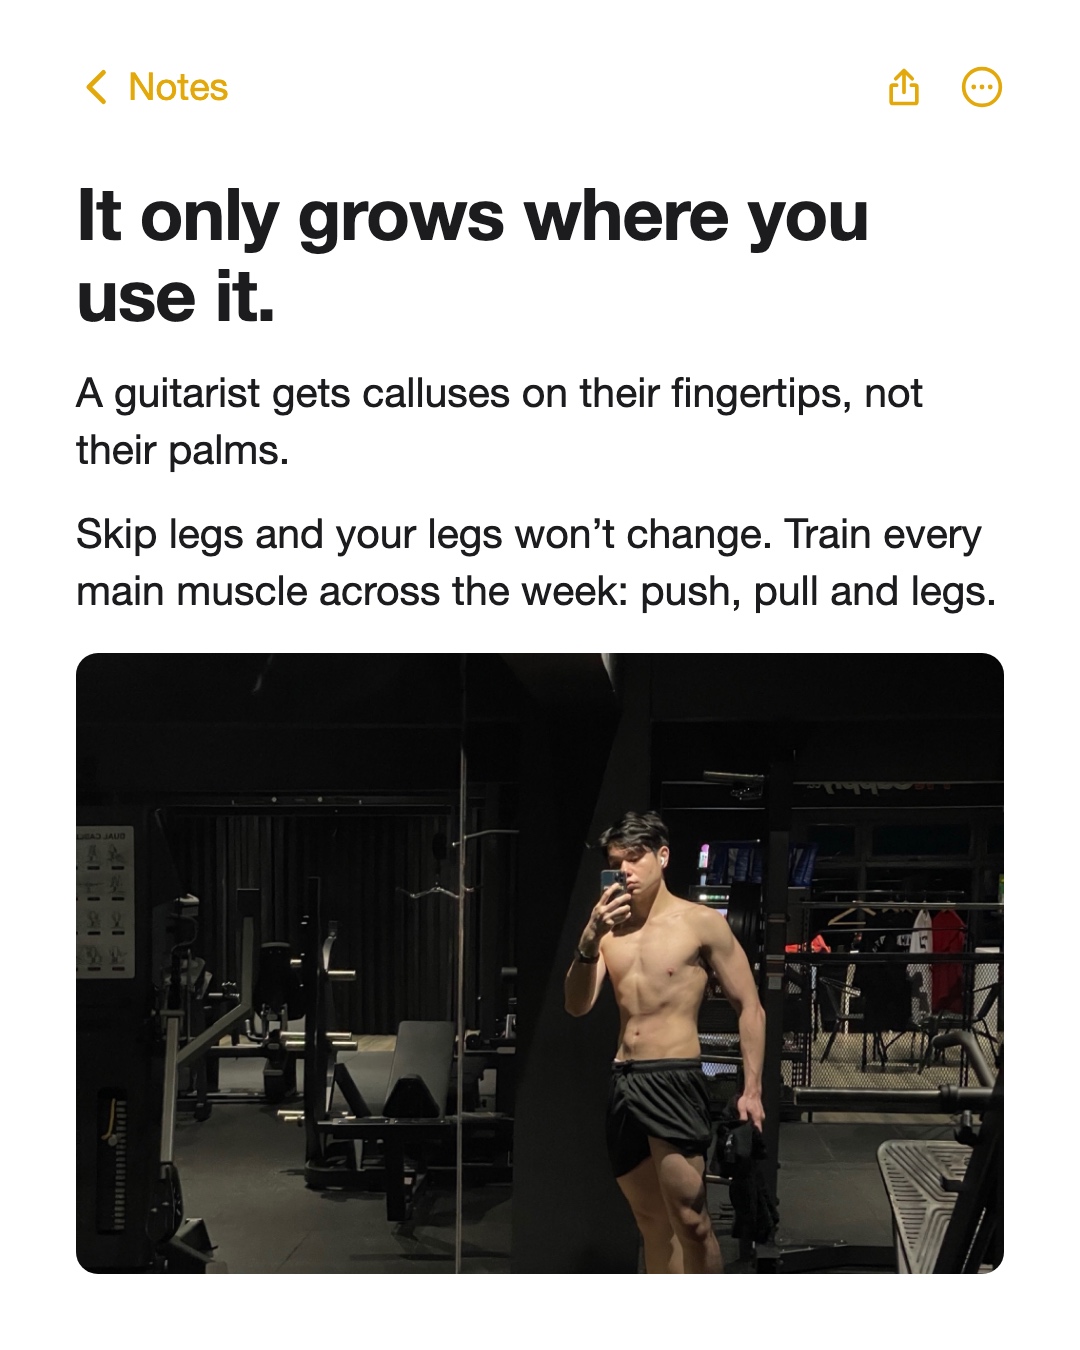 Notes
It only grows where you
use it.
A guitarist gets calluses on their fingertips, not
their palms.
Skip legs and your legs won’t change. Train every
main muscle across the week: push, pull and legs.